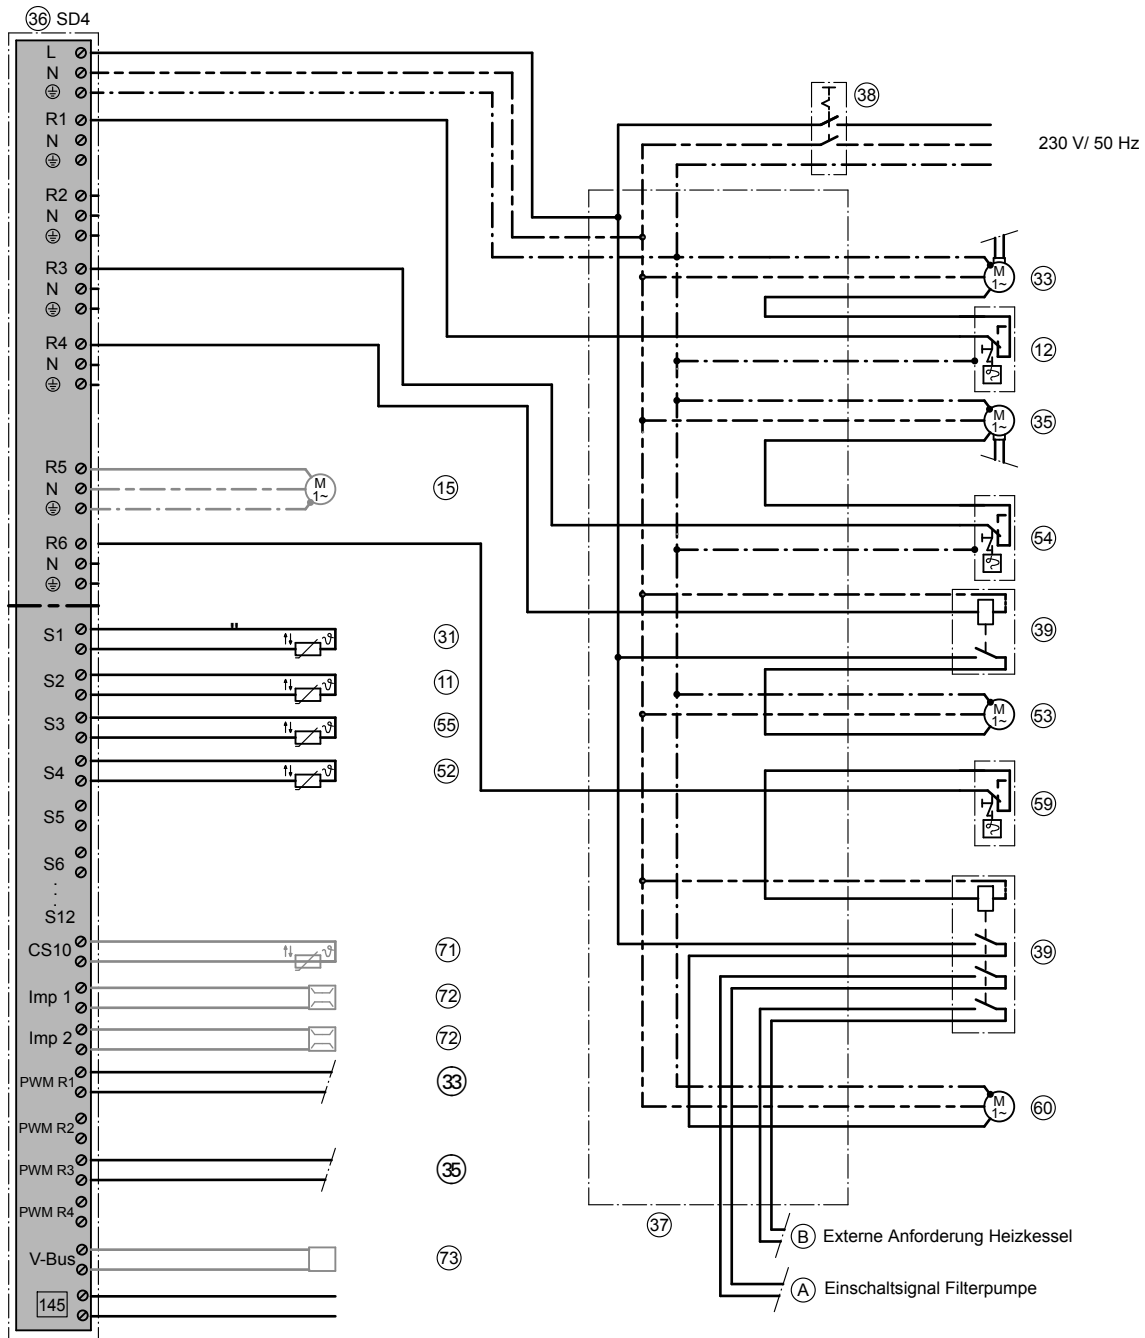 36 SD4
L
N
R1
N
R2
N
R3
N
R4
N
R5
N
R6
N
S1
S2
S3
S4
S5
S6
S12
CS10
Imp 1
Imp 2
PWM R1
PWM R2
PWM R3
PWM R4
V-Bus
145
M
1~
15
31
11
55
52
71
72
72
33
35
73
38
230 V/ 50 Hz
M
1~
33
12
M
1~
35
54
39
M
1~
53
59
39
M
1~
60
37
B Externe Anforderung Heizkessel
A Einschaltsignal Filterpumpe